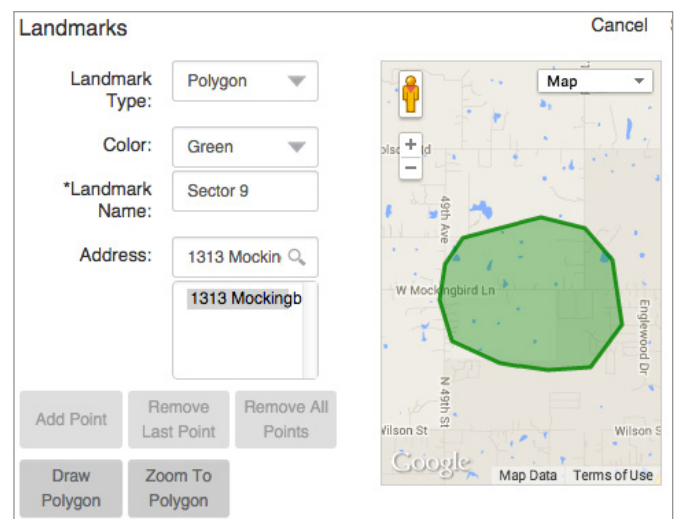 Landmarks
Cancel
Landmark
Type:
Polygon
Color:
Green
*Landmark
Name:
Sector 9
Address:
1313 Mockin
1313 Mockingb
Add Point
Remove
Last Point
Remove All
Points
Draw
Polygon
Zoom To
Polygon
Map
49th Ave
W Mockingbird Ln
Englewood Dr
N 49th St
Wilson St
Wilson S
Google
Map Data
Terms of Use